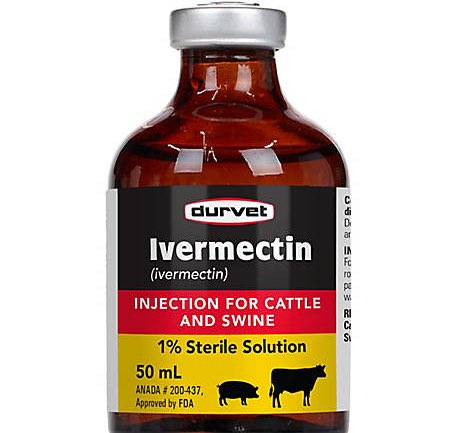 durvet
Ivermectin
(ivermectin)
INJECTION FOR CATTLE
AND SWINE
1% Sterile Solution
50 mL
ANADA # 200-437,
Approved by FDA